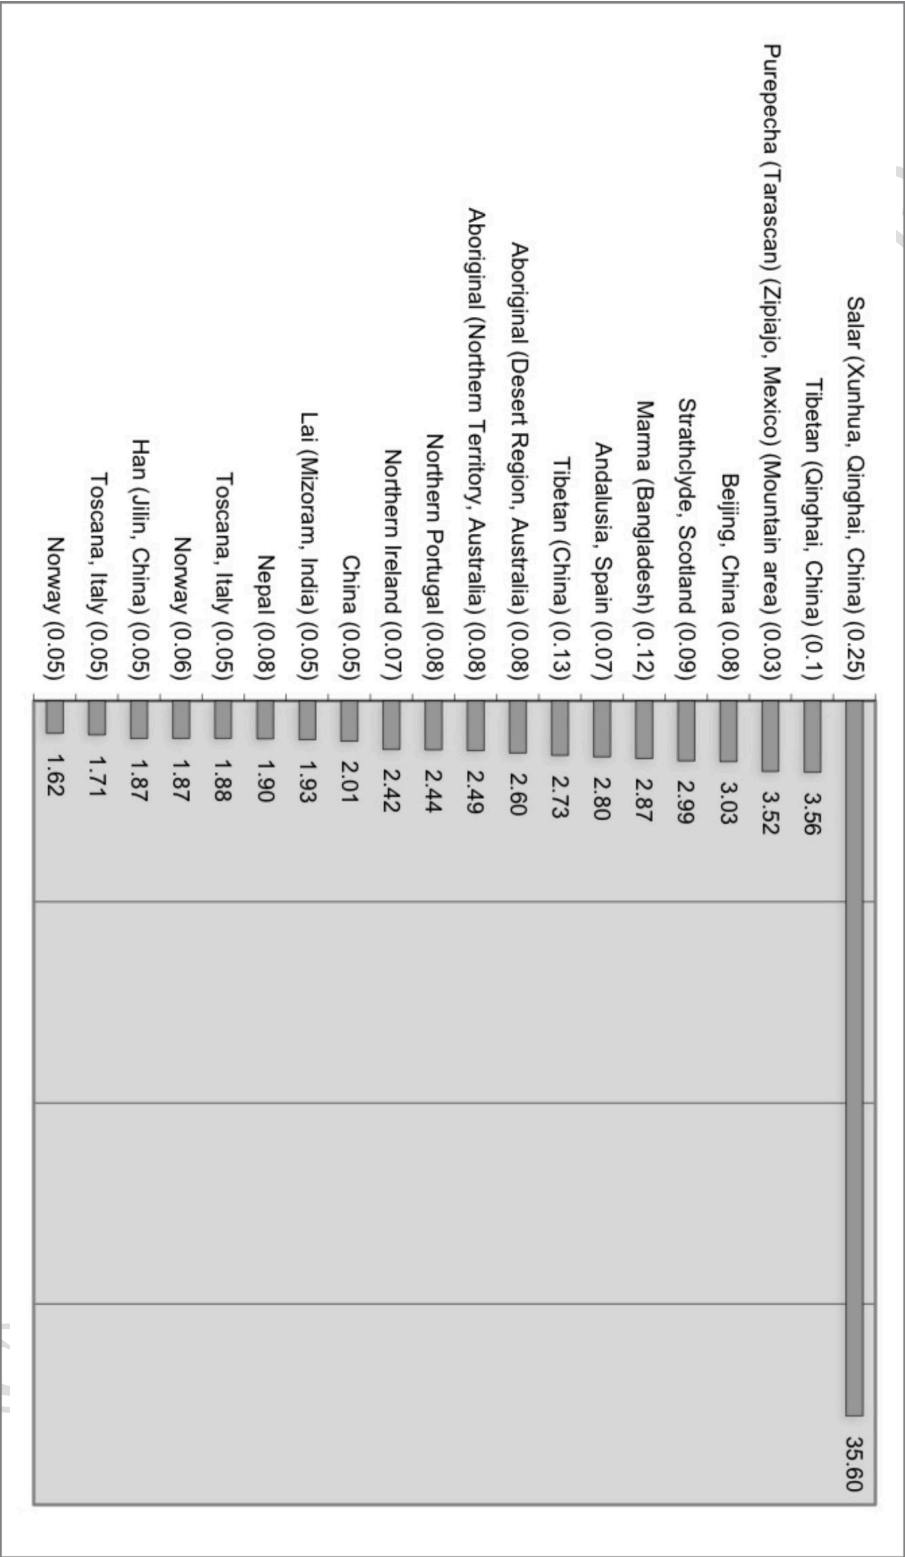 Salar (Xunhua, Qinghai, China) (0.25) 35.60
Tibetan (Qinghai, China) (0.1) 3.56
Purepecha (Tarascan) (Zipiajo, Mexico) (Mountain area) (0.03) 3.52
Beijing, China (0.08) 3.03
Strathclyde, Scotland (0.09) 2.99
Marma (Bangladesh) (0.12) 2.87
Andalusia, Spain (0.07) 2.80
Tibetan (China) (0.13) 2.73
Aboriginal (Desert Region, Australia) (0.08) 2.60
Aboriginal (Northern Territory, Australia) (0.08) 2.49
Northern Portugal (0.08) 2.44
Northern Ireland (0.07) 2.42
China (0.05) 2.01
Lai (Mizoram, India) (0.05) 1.93
Nepal (0.08) 1.90
Toscana, Italy (0.05) 1.88
Norway (0.06) 1.87
Han (Jilin, China) (0.05) 1.87
Toscana, Italy (0.05) 1.71
Norway (0.05) 1.62